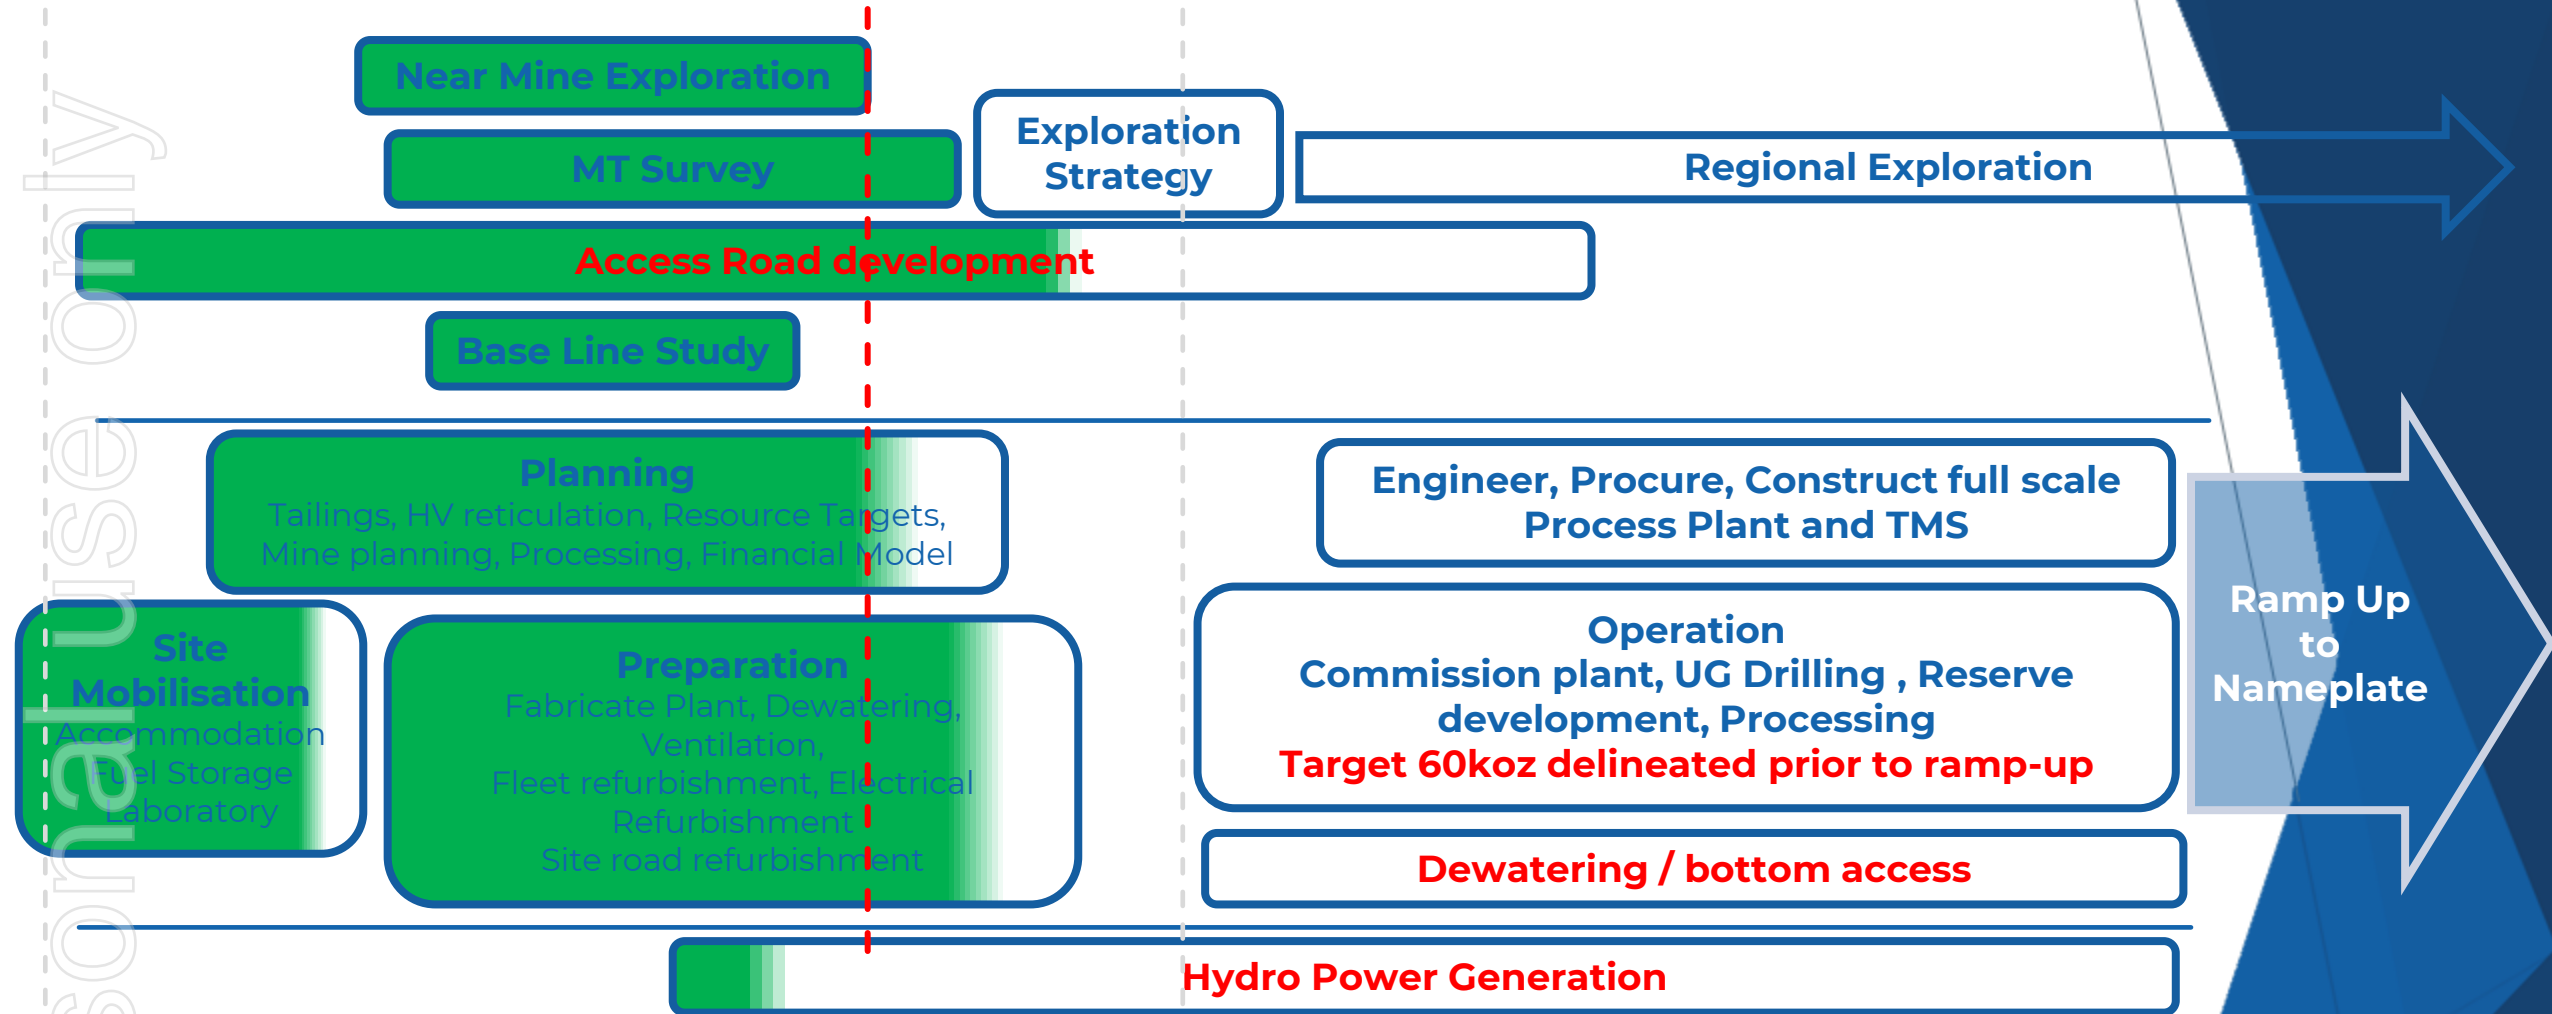 Near Mine Exploration
MT Survey
Exploration
Strategy
Regional Exploration
Access Road development
Base Line Study
Planning
Tailings, HV reticulation, Resource Targets,
Mine planning, Processing, Financial Model
Engineer, Procure, Construct full scale
Process Plant and TMS
Site
Mobilisation
Accommodation
Fuel Storage
Laboratory
Preparation
Fabricate Plant, Dewatering,
Ventilation,
Fleet refurbishment, Electrical
Refurbishment
Site road refurbishment
Operation
Commission plant, UG Drilling , Reserve
development, Processing
Target 60koz delineated prior to ramp-up
Ramp Up
to
Nameplate
Dewatering / bottom access
Hydro Power Generation
sonal use only